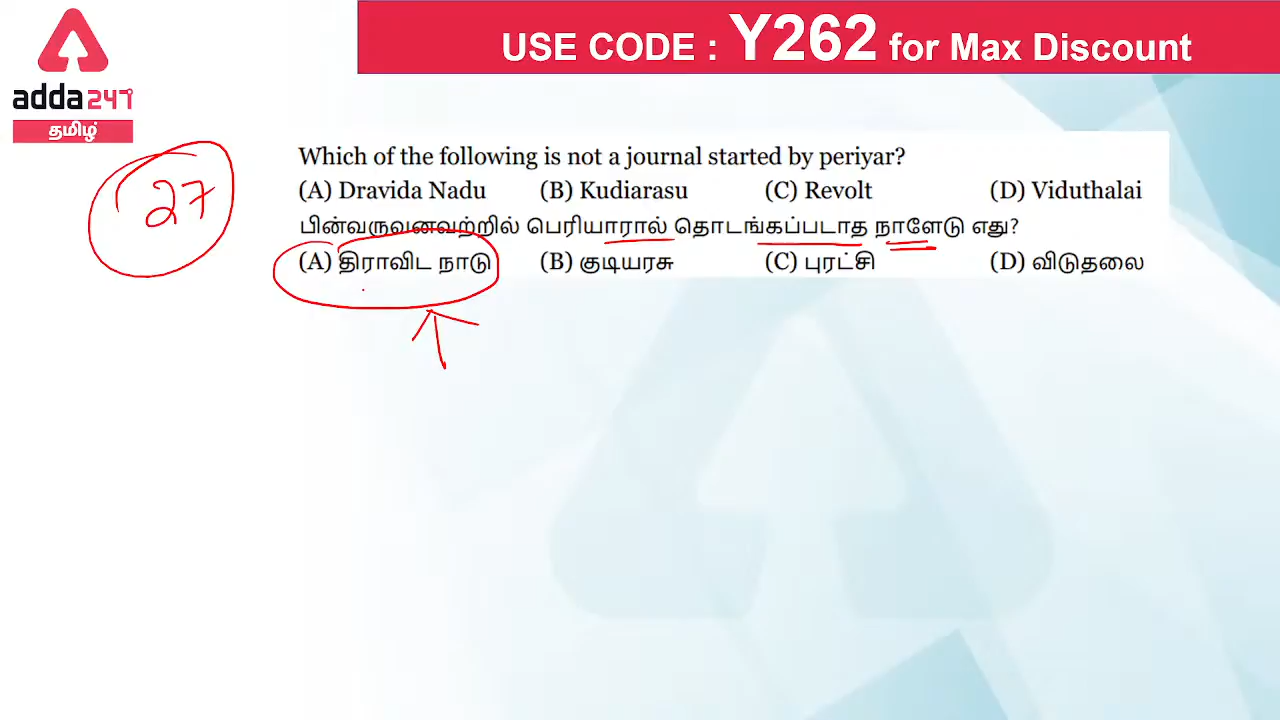 USE CODE : Y262 for Max Discount
adda247
தமிழ்
27
Which of the following is not a journal started by periyar?
(A) Dravida Nadu (B) Kudiarasu (C) Revolt (D) Viduthalai
பின்வருவனவற்றில் பெரியாரால் தொடங்கப்படாத நாளேடு எது?
(A) திராவிட நாடு (B) குடியரசு (C) புரட்சி (D) விடுதலை